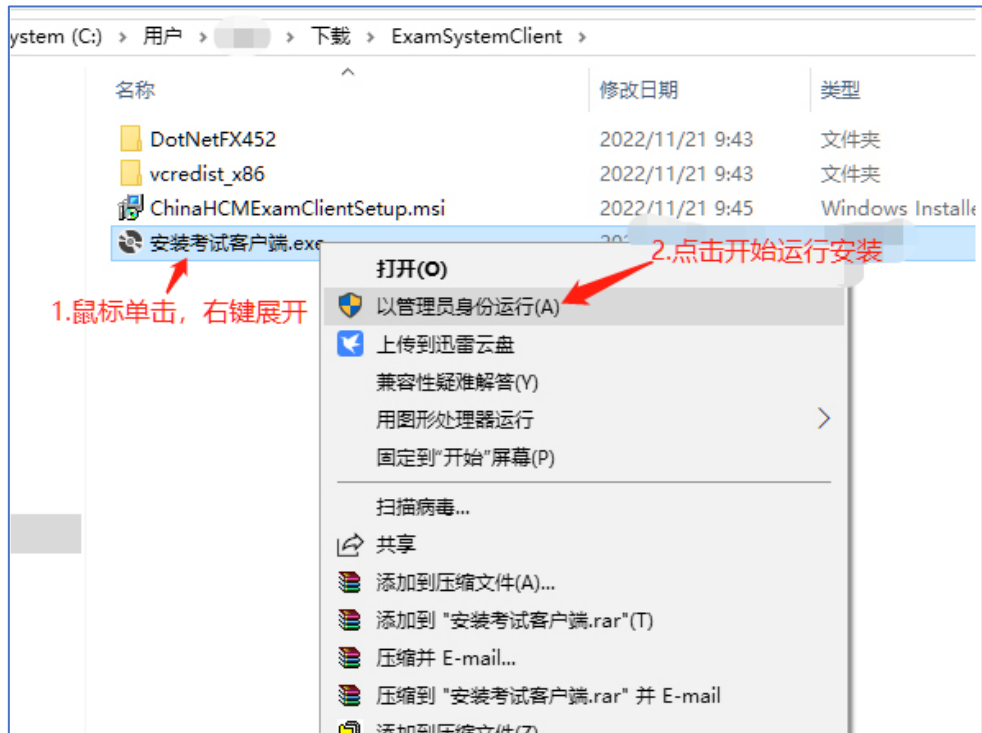 ystem (C:) > 用户 > > 下载 > ExamSystemClient >
名称 修改日期 类型
DotNetFX452 2022/11/21 9:43 文件夹
vcredist_x86 2022/11/21 9:43 文件夹
ChinaHCMExamClientSetup.msi 2022/11/21 9:45 Windows Installe
安装考试客户端.exe
1.鼠标单击，右键展开
2.点击开始运行安装
打开(O)
以管理员身份运行(A)
上传到迅雷云盘
兼容性疑难解答(Y)
用图形处理器运行
固定到"开始"屏幕(P)
扫描病毒...
共享
添加到压缩文件(A)...
添加到 "安装考试客户端.rar"(T)
压缩并 E-mail...
压缩到 "安装考试客户端.rar" 并 E-mail